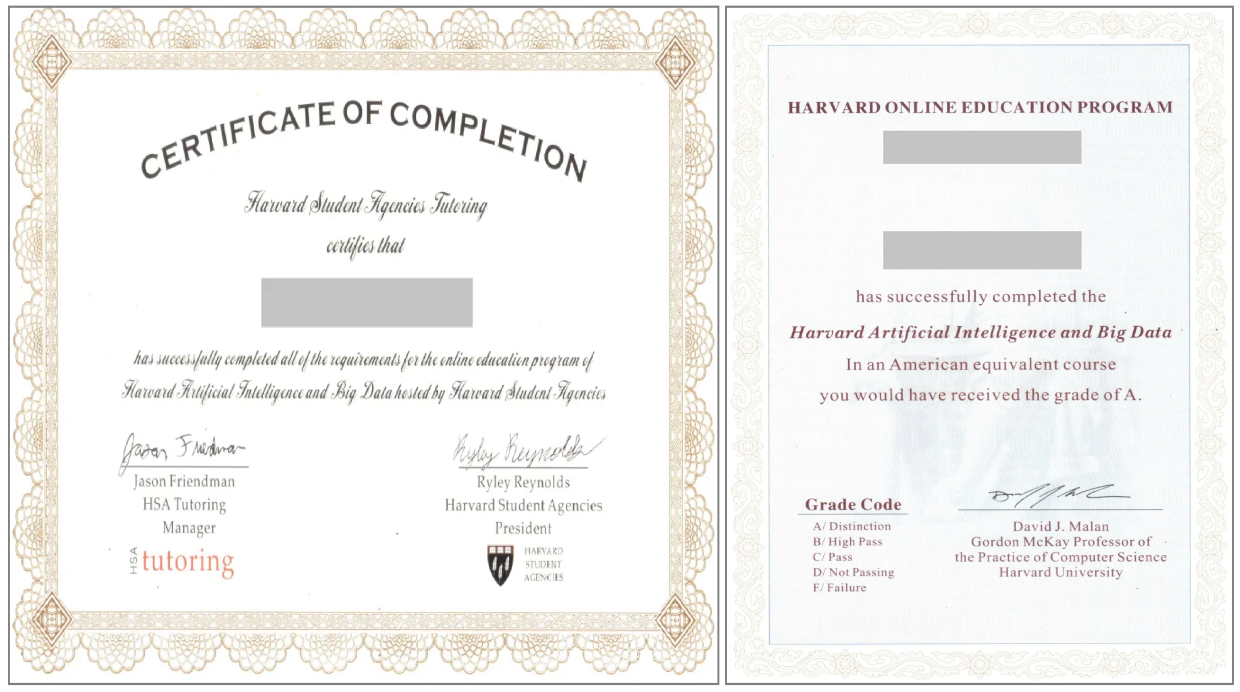 CERTIFICATE OF COMPLETION
Harvard Student Agencies Tutoring
certifies that
has successfully completed all of the requirements for the online education program of
Harvard Artificial Intelligence and Big Data hosted by Harvard Student Agencies
Jason Friendman
Jason Friendman
HSA Tutoring
Manager
HSA tutoring
Ryley Reynolds
Ryley Reynolds
Harvard Student Agencies
President
HARVARD
STUDENT
AGENCIES
HARVARD ONLINE EDUCATION PROGRAM
has successfully completed the
Harvard Artificial Intelligence and Big Data
In an American equivalent course
you would have received the grade of A.
Grade Code
A/ Distinction
B/ High Pass
C/ Pass
D/ Not Passing
F/ Failure
David J. Malan
Gordon McKay Professor of
the Practice of Computer Science
Harvard University